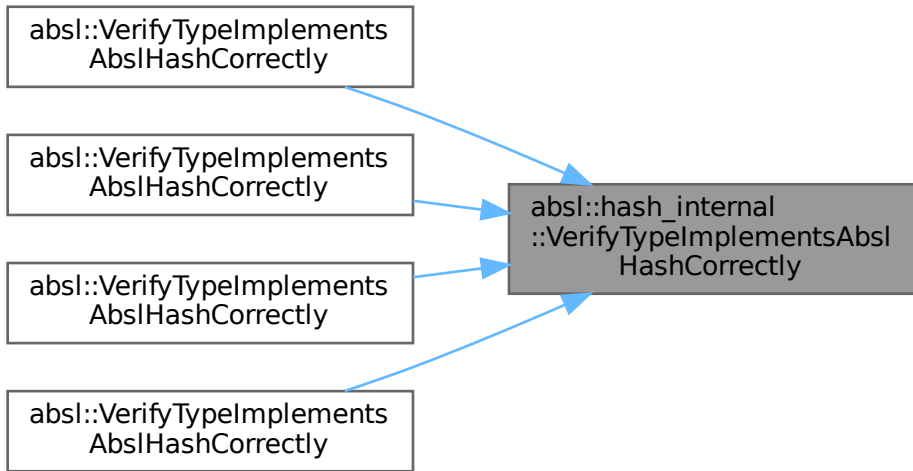 absl::VerifyTypeImplements
AbslHashCorrectly
absl::VerifyTypeImplements
AbslHashCorrectly
absl::VerifyTypeImplements
AbslHashCorrectly
absl::VerifyTypeImplements
AbslHashCorrectly
absl::hash_internal
::VerifyTypeImplementsAbsl
HashCorrectly